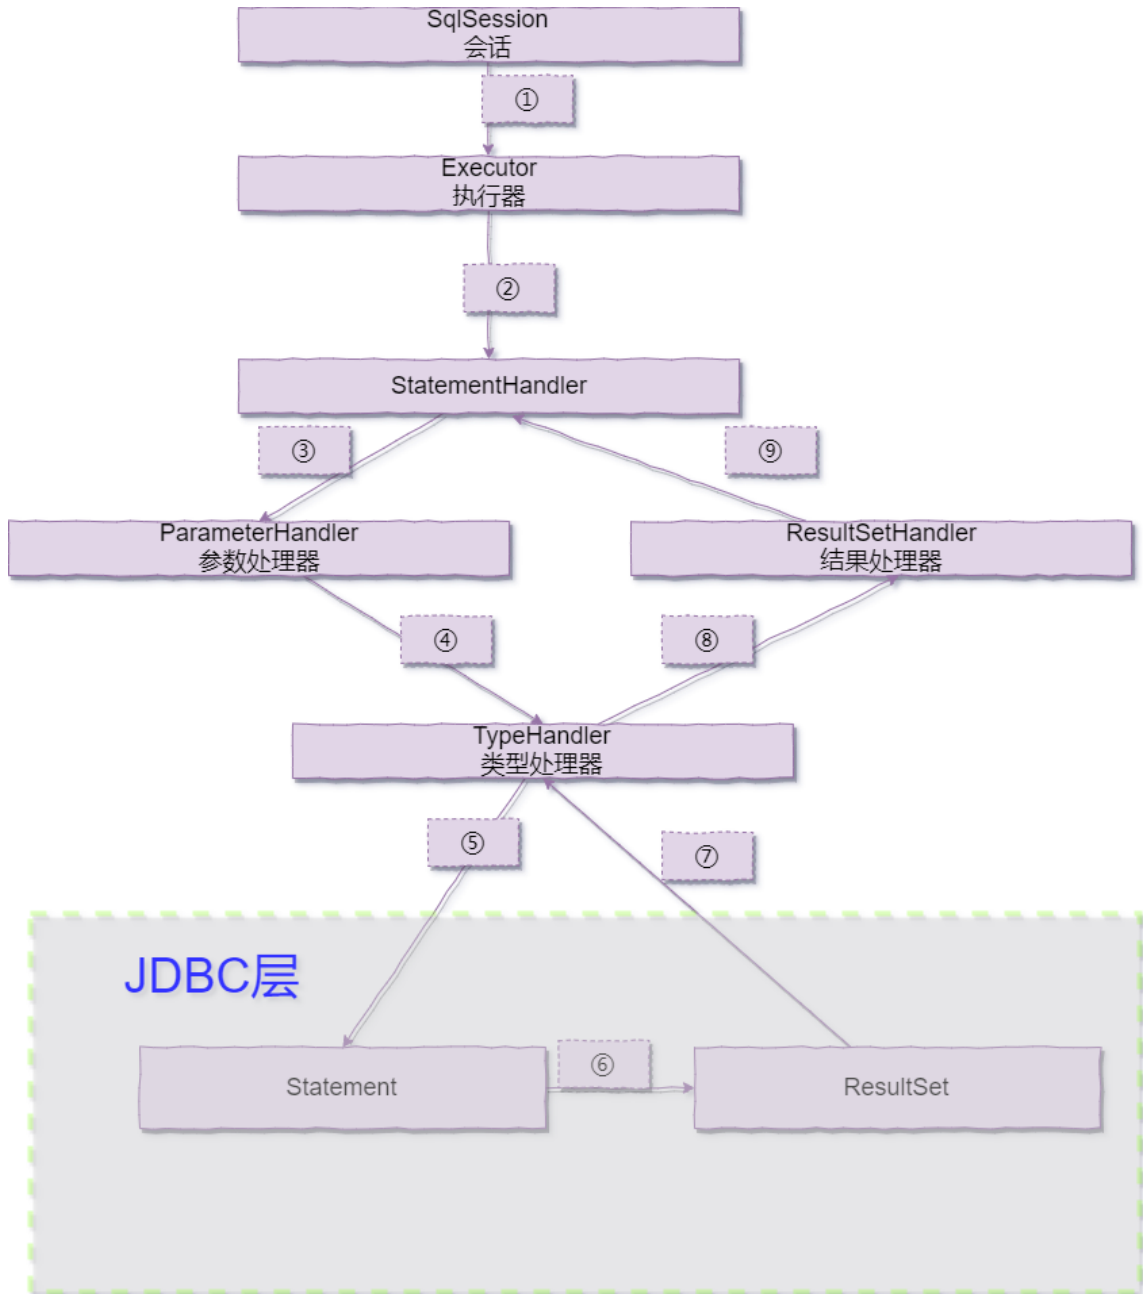 SqlSession
会话
①
Executor
执行器
②
StatementHandler
③
⑨
ParameterHandler
参数处理器
ResultSetHandler
结果处理器
④
⑧
TypeHandler
类型处理器
⑤
⑦
JDBC层
Statement
⑥
ResultSet